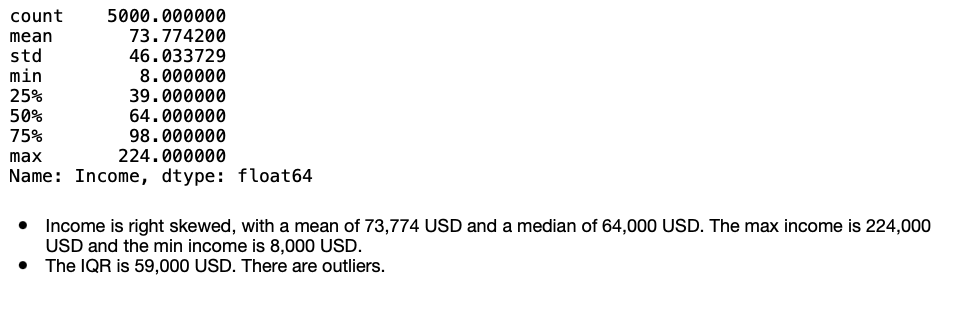 count 5000.000000
mean 73.774200
std 46.033729
min 8.000000
25% 39.000000
50% 64.000000
75% 98.000000
max 224.000000
Name: Income, dtype: float64
• Income is right skewed, with a mean of 73,774 USD and a median of 64,000 USD. The max income is 224,000
USD and the min income is 8,000 USD.
• The IQR is 59,000 USD. There are outliers.